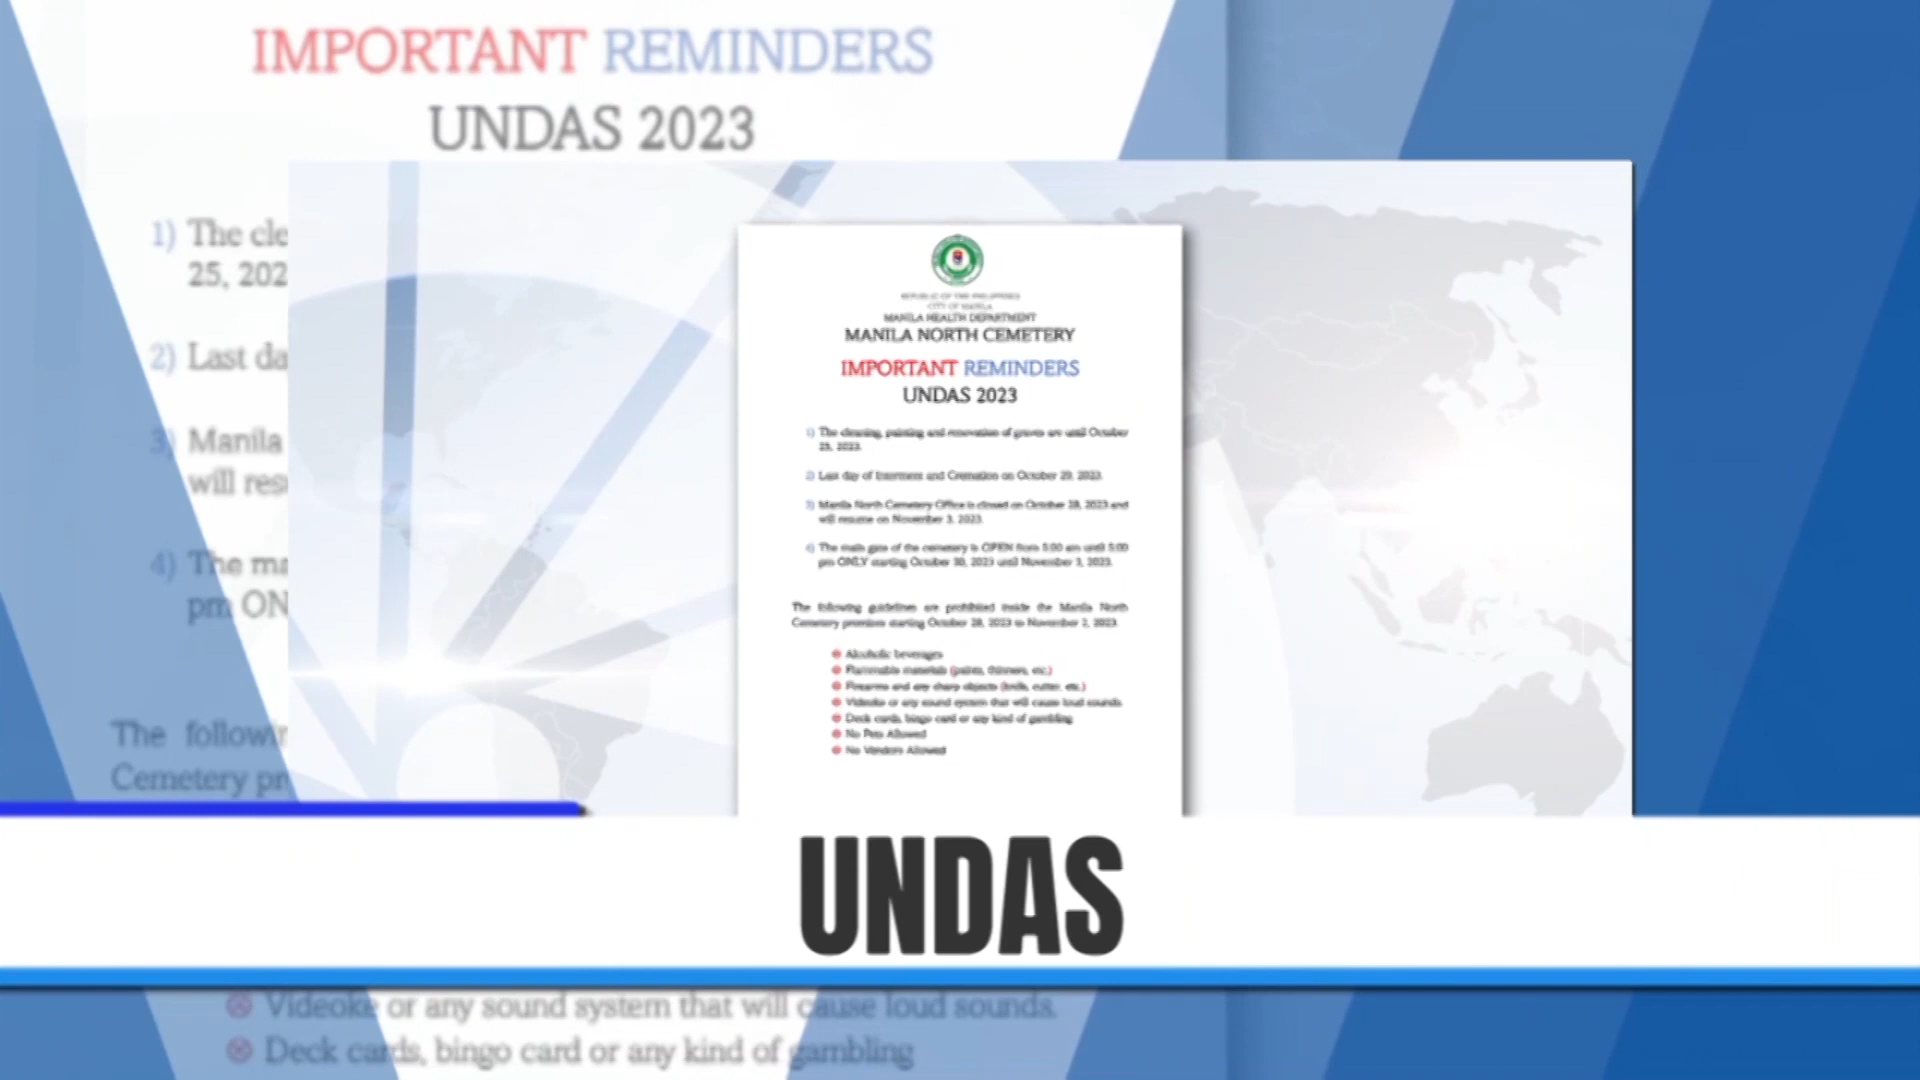 IMPORTANT REMINDERS
UNDAS 2023
1) The cle
25, 202
2) Last da
3) Manila
will res
4) The ma
pm ON
The followin
Cemetery pr
REPUBLIC OF THE PHILIPPINES
CITY OF MANILA
MANILA HEALTH DEPARTMENT
MANILA NORTH CEMETERY
IMPORTANT REMINDERS
UNDAS 2023
1) The cleaning, painting and renovation of graves are until October
25, 2023.
2) Last day of Interment and Cremation on October 2023.
3) Manila North Cemetery Office is closed on October 28, 2023 and
will resume on November 3, 2023.
4) The main gate of the cemetery is OPEN from 5:00 am until 5:00
pm ONLY starting October 30, 2023 until November 2023.
The following guidelines are prohibited inside the Manila North
Cemetery premises starting October 28, 2023 to November 2, 2023.
Alcoholic beverages
Flammable materials (paints, thinners, etc.)
Firearms and any sharp objects (knife, cutter, etc.)
Videoke or any sound system that will cause loud sounds.
Deck cards, bingo card or any kind of gambling
No Pets Allowed
No Vendors Allowed
UNDAS
Videoke or any sound system that will cause loud sounds.
Deck cards, bingo card or any kind of gambling